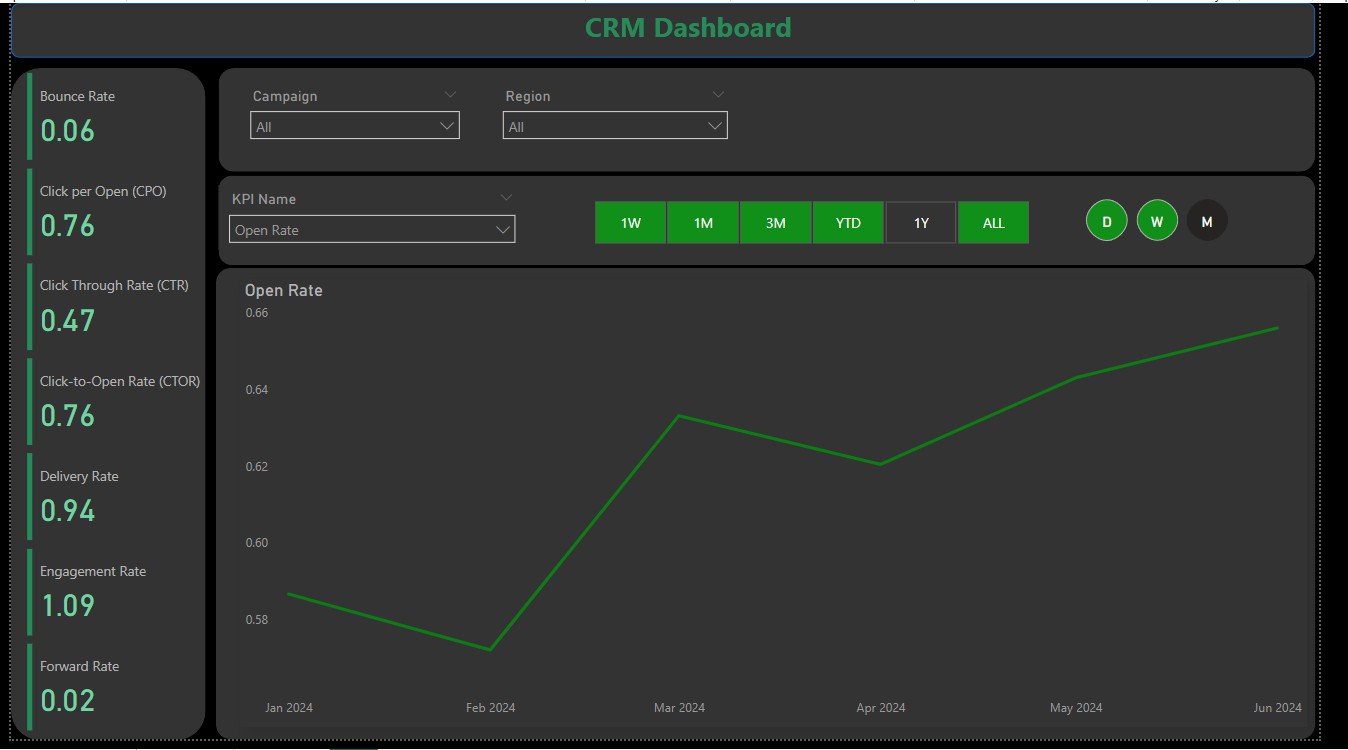 CRM Dashboard
Bounce Rate
0.06
Click per Open (CPO)
0.76
Click Through Rate (CTR)
0.47
Click-to-Open Rate (CTOR)
0.76
Delivery Rate
0.94
Engagement Rate
1.09
Forward Rate
0.02
Campaign
All
Region
All
KPI Name
Open Rate
1W 1M 3M YTD 1Y ALL
D W M
Open Rate
0.66
0.64
0.62
0.60
0.58
Jan 2024 Feb 2024 Mar 2024 Apr 2024 May 2024 Jun 2024